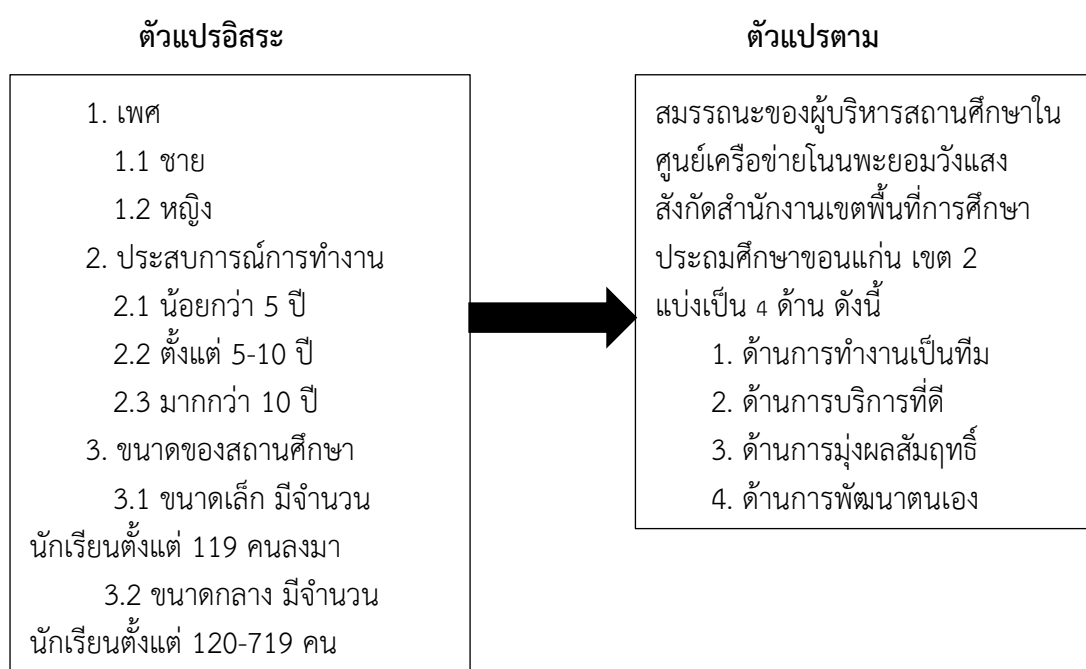 ตัวแปรอิสระ
1. เพศ
1.1 ชาย
1.2 หญิง
2. ประสบการณ์การทำงาน
2.1 น้อยกว่า 5 ปี
2.2 ตั้งแต่ 5-10 ปี
2.3 มากกว่า 10 ปี
3. ขนาดของสถานศึกษา
3.1 ขนาดเล็ก มีจำนวน
นักเรียนตั้งแต่ 119 คนลงมา
3.2 ขนาดกลาง มีจำนวน
นักเรียนตั้งแต่ 120-719 คน
ตัวแปรตาม
สมรรถนะของผู้บริหารสถานศึกษาใน
ศูนย์เครือข่ายโนนพะยอมวังแสง
สังกัดสำนักงานเขตพื้นที่การศึกษา
ประถมศึกษาขอนแก่น เขต 2
แบ่งเป็น 4 ด้าน ดังนี้
1. ด้านการทำงานเป็นทีม
2. ด้านการบริการที่ดี
3. ด้านการมุ่งผลสัมฤทธิ์
4. ด้านการพัฒนาตนเอง